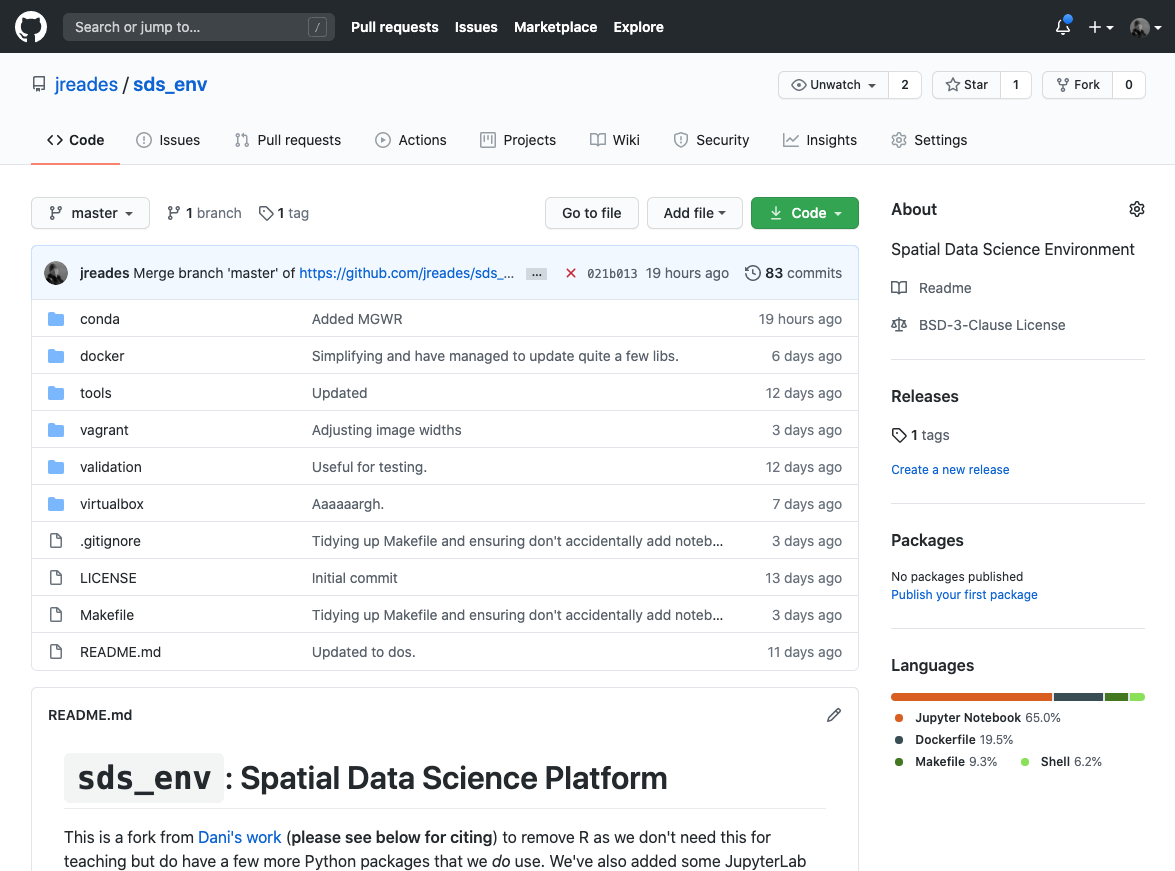 Search or jump to... / Pull requests Issues Marketplace Explore
jreades / sds_env Unwatch 2 Star 1 Fork 0
Code Issues Pull requests Actions Projects Wiki Security Insights Settings
master 1 branch 1 tag Go to file Add file Code
jreades Merge branch 'master' of https://github.com/jreades/sds_... ... 021b013 19 hours ago 83 commits
conda Added MGWR 19 hours ago
docker Simplifying and have managed to update quite a few libs. 6 days ago
tools Updated 12 days ago
vagrant Adjusting image widths 3 days ago
validation Useful for testing. 12 days ago
virtualbox Aaaaaargh. 7 days ago
.gitignore Tidying up Makefile and ensuring don't accidentally add noteb... 3 days ago
LICENSE Initial commit 13 days ago
Makefile Tidying up Makefile and ensuring don't accidentally add noteb... 3 days ago
README.md Updated to dos. 11 days ago
README.md
sds_env : Spatial Data Science Platform
This is a fork from Dani's work (please see below for citing) to remove R as we don't need this for
teaching but do have a few more Python packages that we do use. We've also added some JupyterLab
About
Spatial Data Science Environment
Readme
BSD-3-Clause License
Releases
1 tags
Create a new release
Packages
No packages published
Publish your first package
Languages
Jupyter Notebook 65.0%
Dockerfile 19.5%
Makefile 9.3% Shell 6.2%